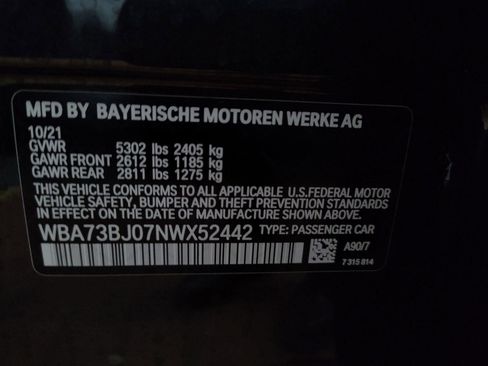 MFD BY BAYERISCHE MOTOREN WERKE AG
10/21
GVWR 5302 lbs 2405 kg
GAWR FRONT 2612 lbs 1185 kg
GAWR REAR 2811 lbs 1275 kg
THIS VEHICLE CONFORMS TO ALL APPLICABLE U.S.FEDERAL MOTOR
VEHICLE SAFETY, BUMPER AND THEFT PREVENTION STANDARDS
IN EFFECT ON THE DATE OF MANUFACTURE SHOWN ABOVE.
WBA73BJ07NWX52442 TYPE: PASSENGER CAR
A90/7
7 315 814